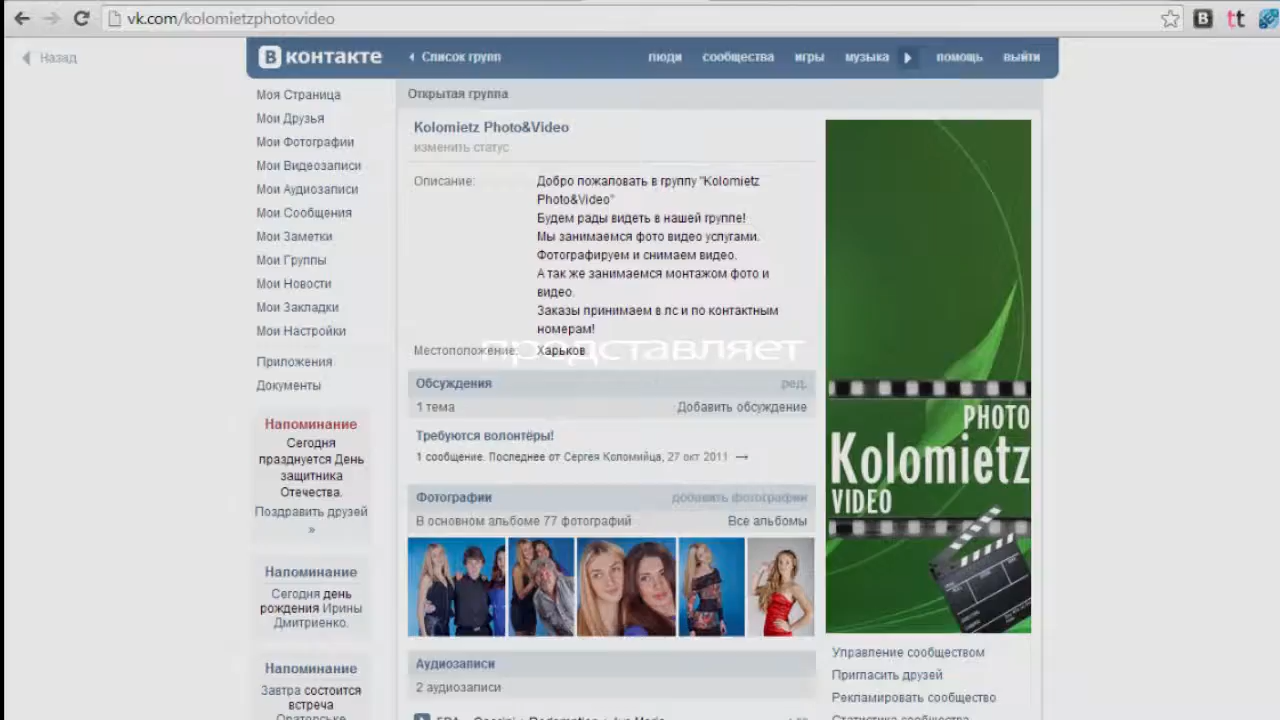 vk.com/kolomietzphotovideo
B
tt
Назад
В контакте
Список групп
люди сообщества игры музыка помощь выйти
Моя Страница
Мои Друзья
Мои Фотографии
Мои Видеозаписи
Мои Аудиозаписи
Мои Сообщения
Мои Заметки
Мои Группы
Мои Новости
Мои Закладки
Мои Настройки
Приложения
Документы
Напоминание
Сегодня
празднуется День
защитника
Отечества.
Поздравить друзей
»
Напоминание
Сегодня день
рождения Ирины
Дмитриенко.
Напоминание
Завтра состоится
встреча
Ораторское
Открытая группа
Kolomietz Photo&Video
изменить статус
Описание:
Добро пожаловать в группу "Kolomietz
Photo&Video"
Будем рады видеть в нашей группе!
Мы занимаемся фото видео услугами.
Фотографируем и снимаем видео.
А так же занимаемся монтажом фото и
видео.
Заказы принимаем в лс и по контактным
номерам!
представляет
Местоположение: Харьков
Обсуждения ред.
1 тема Добавить обсуждение
Требуются волонтёры!
1 сообщение. Последнее от Сергея Коломийца, 27 окт 2011 →
Фотографии добавить фотографии
В основном альбоме 77 фотографий Все альбомы
Аудиозаписи
2 аудиозаписи
PHOTO
Kolomietz
VIDEO
Управление сообществом
Пригласить друзей
Рекламировать сообщество
Статистика сообщества